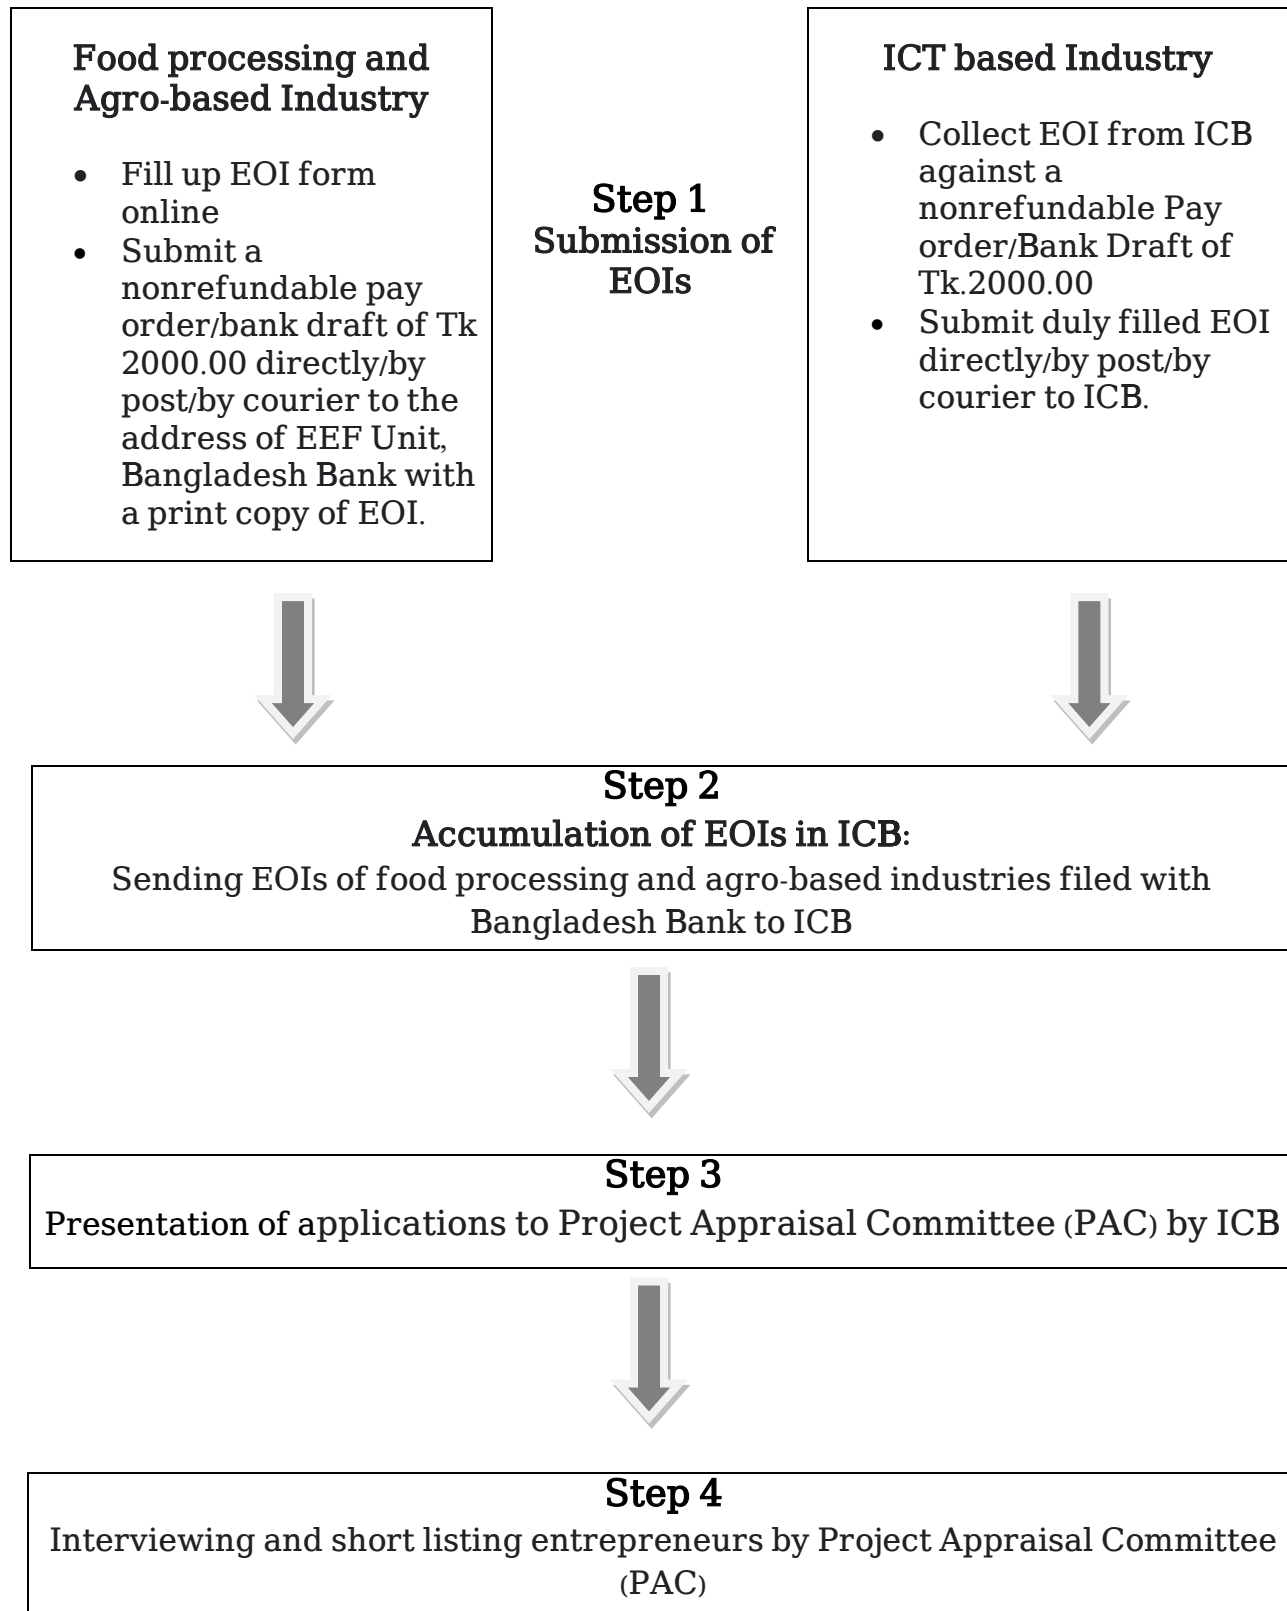 Food processing and
Agro-based Industry
• Fill up EOI form
online
• Submit a
nonrefundable pay
order/bank draft of Tk
2000.00 directly/by
post/by courier to the
address of EEF Unit,
Bangladesh Bank with
a print copy of EOI.
Step 1
Submission of
EOIs
ICT based Industry
• Collect EOI from ICB
against a
nonrefundable Pay
order/Bank Draft of
Tk.2000.00
• Submit duly filled EOI
directly/by post/by
courier to ICB.
Step 2
Accumulation of EOIs in ICB:
Sending EOIs of food processing and agro-based industries filed with
Bangladesh Bank to ICB
Step 3
Presentation of applications to Project Appraisal Committee (PAC) by ICB
Step 4
Interviewing and short listing entrepreneurs by Project Appraisal Committee
(PAC)